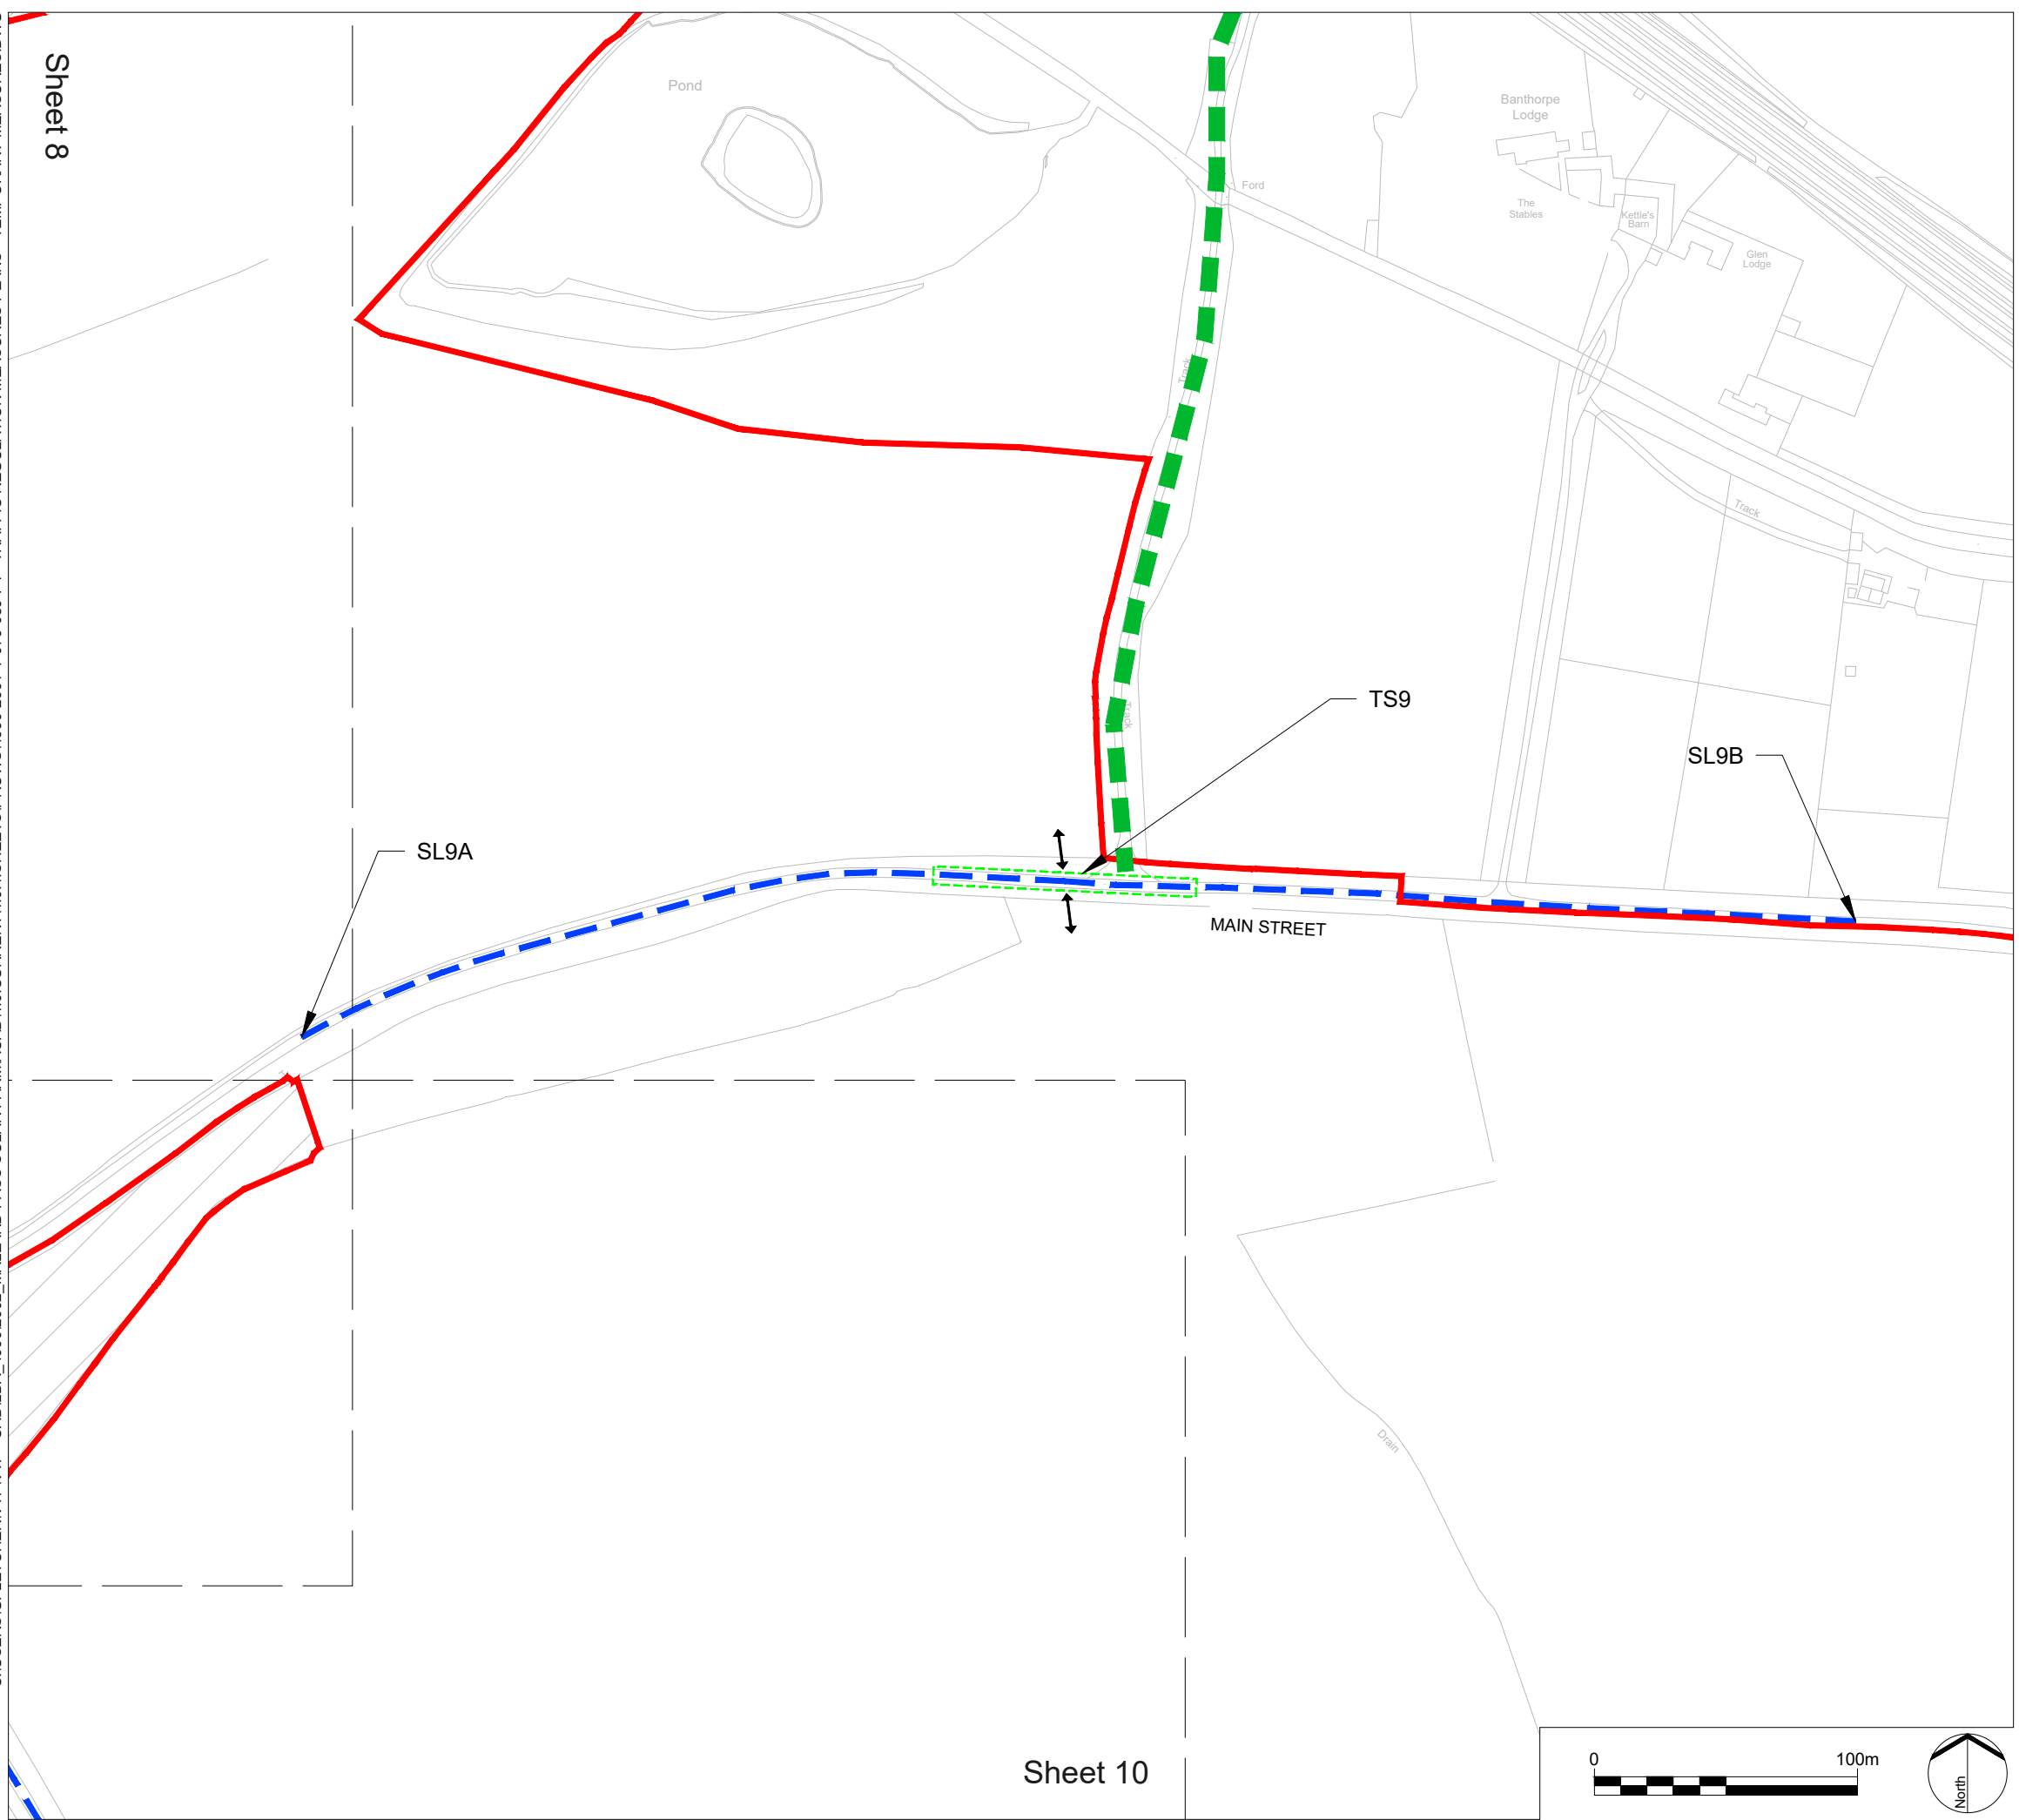 Sheet 8
Pond
Banthorpe
Lodge
Ford
The
Stables
Kettle's
Barn
Glen
Lodge
Track
Track
Track
TS9
SL9B
SL9A
MAIN STREET
Drain
Sheet 10
0
100m
North